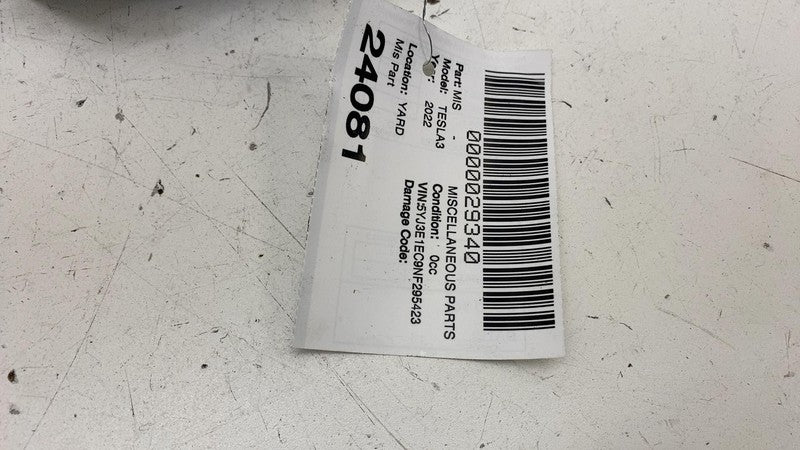 0000029340
Part: MIS - MISCELLANEOUS PARTS
Model: TESLA3 Condition: 0cc
Year: 2022 VIN:5YJ3E1EC9NF295423
Damage Code:
Location: YARD
Mis Part
24081